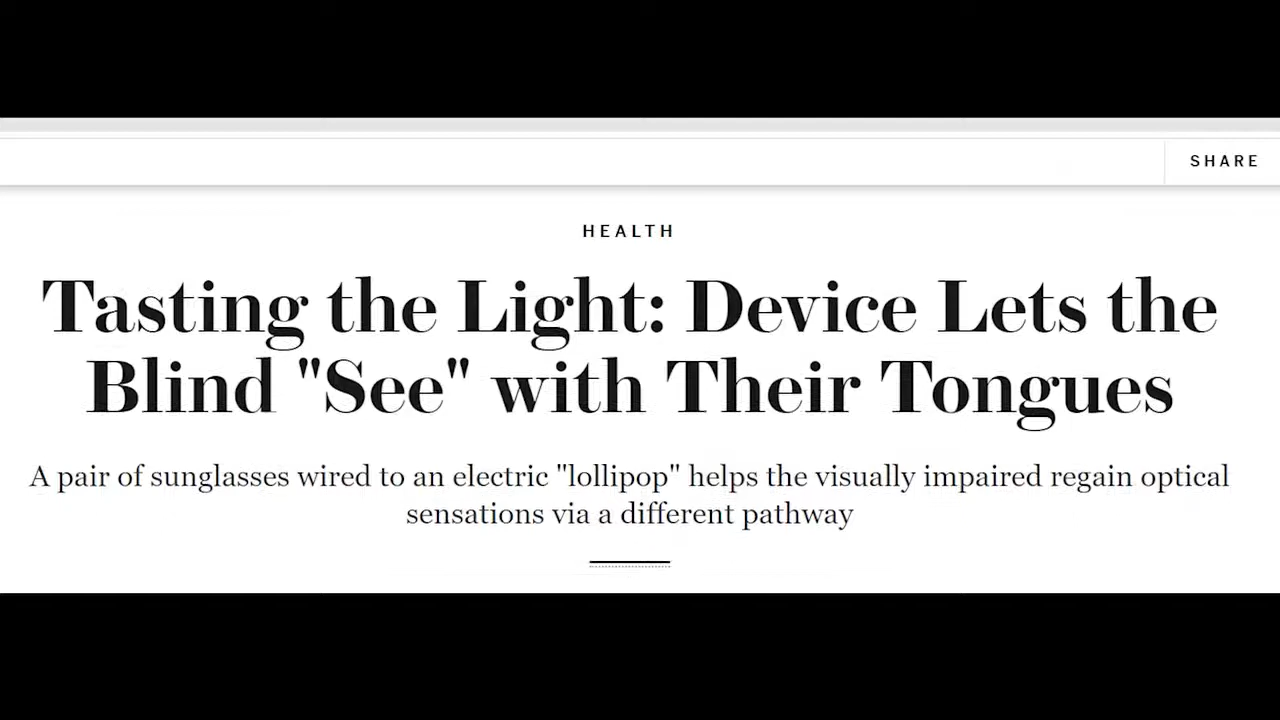 SHARE
HEALTH
Tasting the Light: Device Lets the
Blind "See" with Their Tongues
A pair of sunglasses wired to an electric "lollipop" helps the visually impaired regain optical
sensations via a different pathway